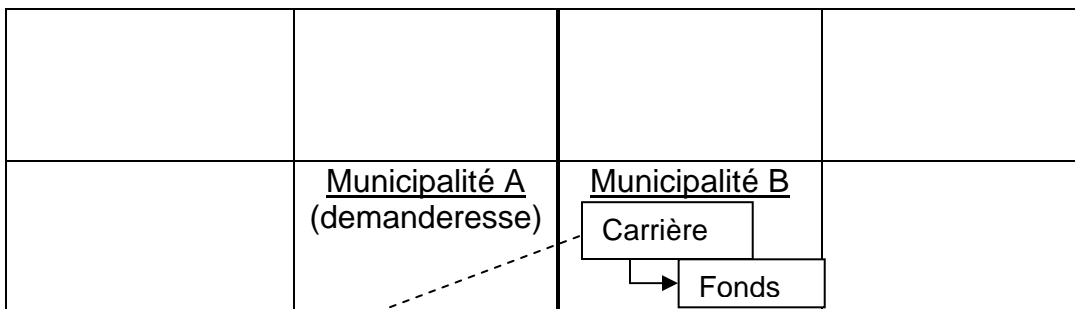 Municipalité A
(demanderesse)
Municipalité B
Carrière
Fonds